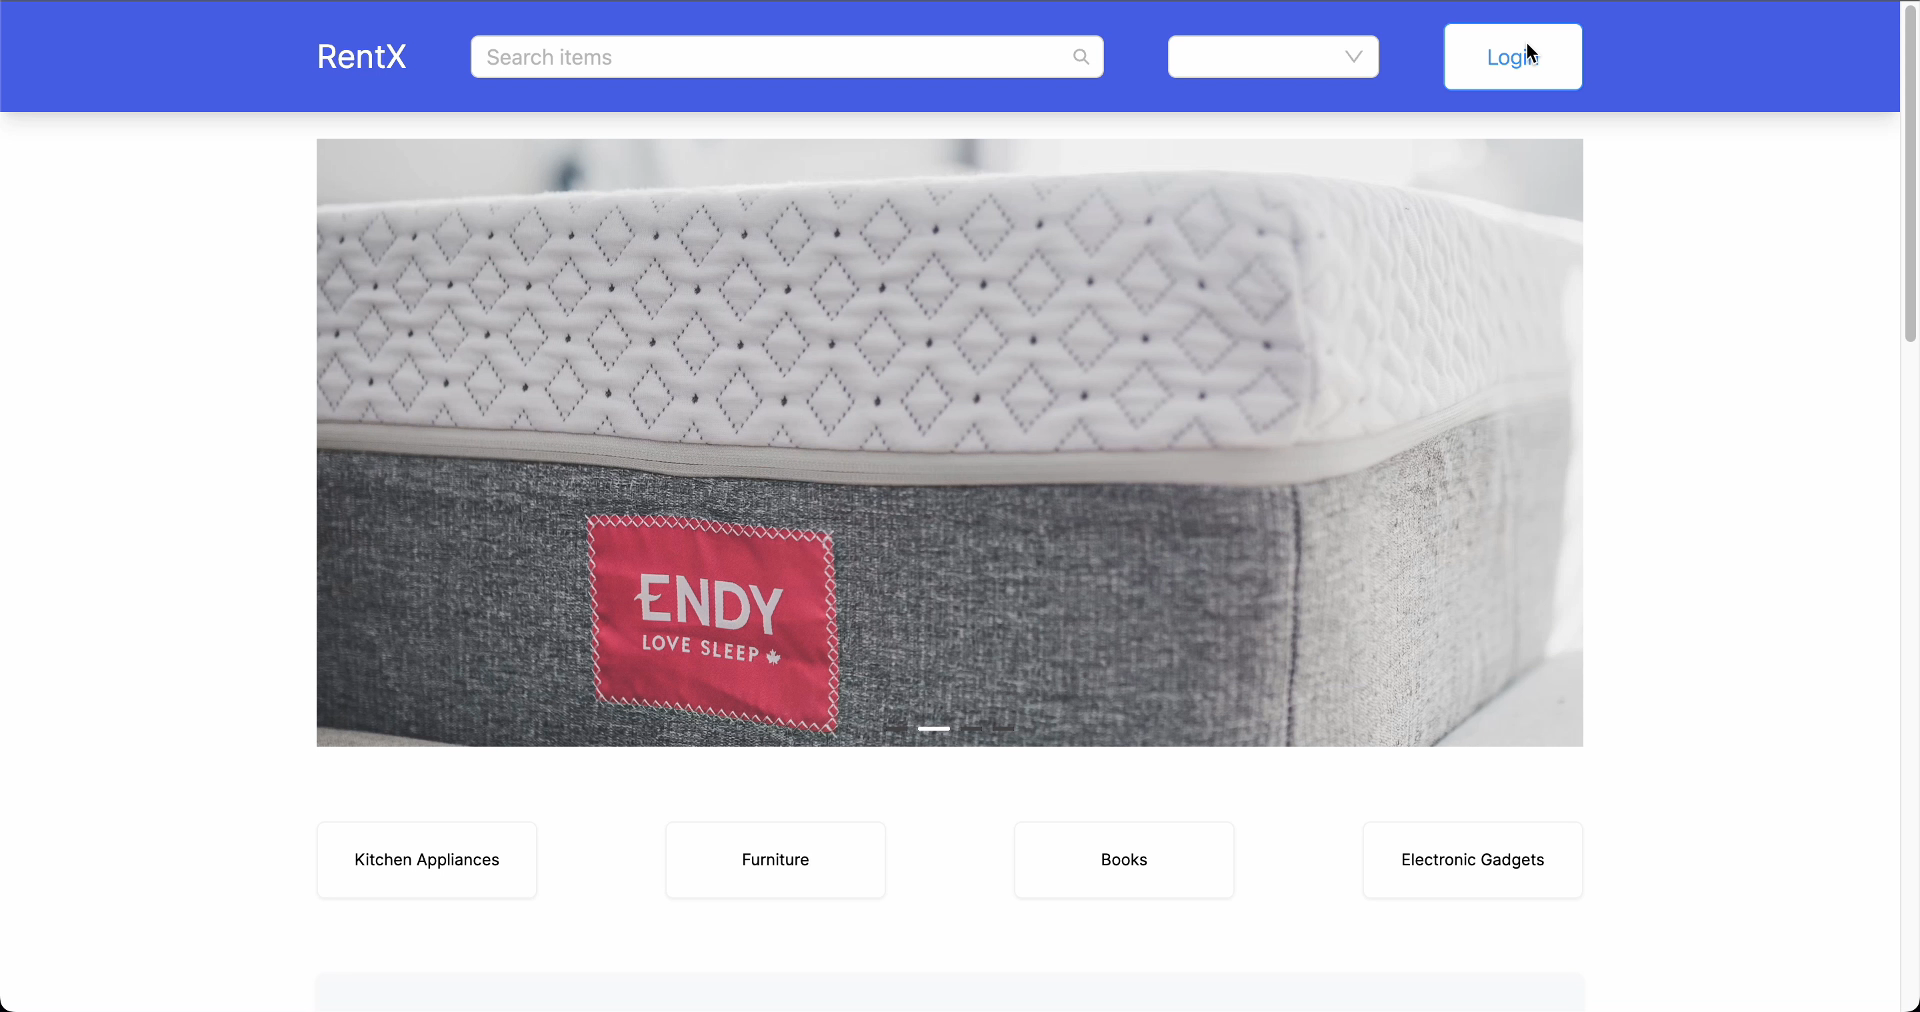 RentX
Search items
Login
ENDY
LOVE SLEEP
Kitchen Appliances
Furniture
Books
Electronic Gadgets